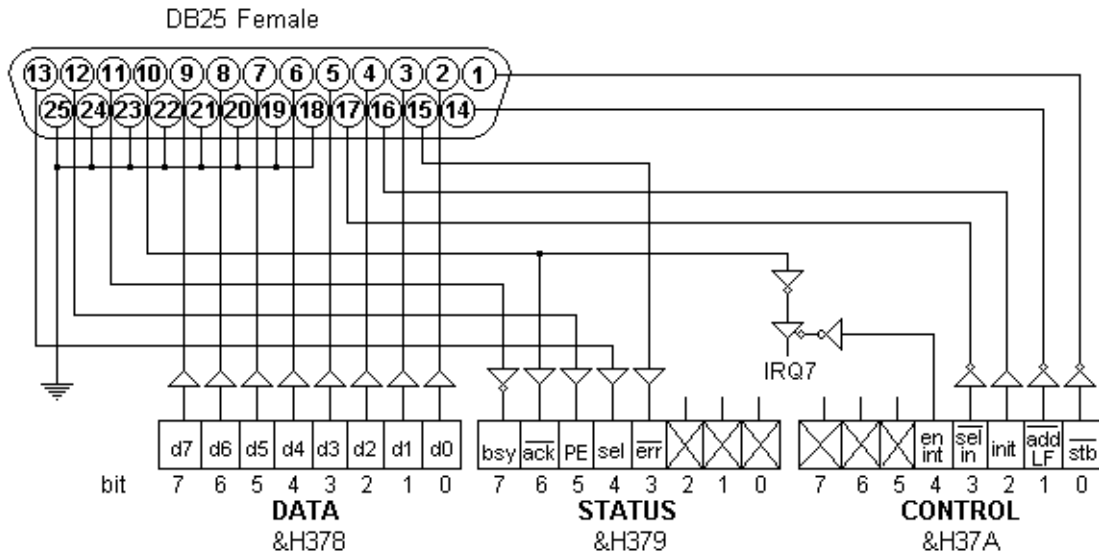 DB25 Female
13 12 11 10 9 8 7 6 5 4 3 2 1
25 24 23 22 21 20 19 18 17 16 15 14
IRQ7
d7 d6 d5 d4 d3 d2 d1 d0
bsy ack PE sel err
en int sel in init add LF stb
bit 7 6 5 4 3 2 1 0
7 6 5 4 3 2 1 0
7 6 5 4 3 2 1 0
DATA
&H378
STATUS
&H379
CONTROL
&H37A